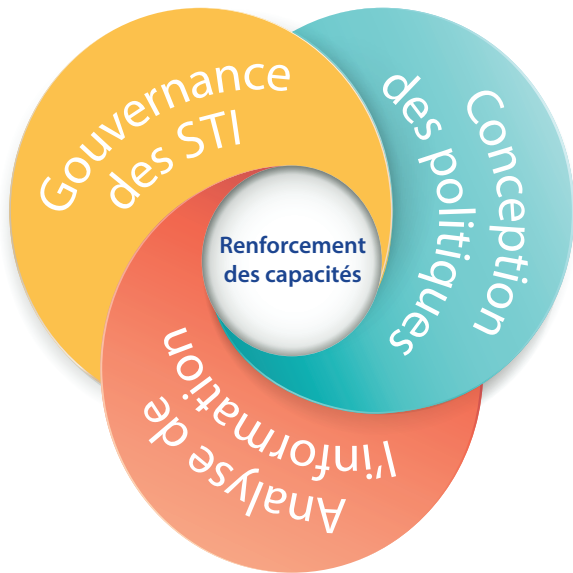 Gouvernance
des STI
Conception
des politiques
Renforcement
des capacités
Analyse de
l'information